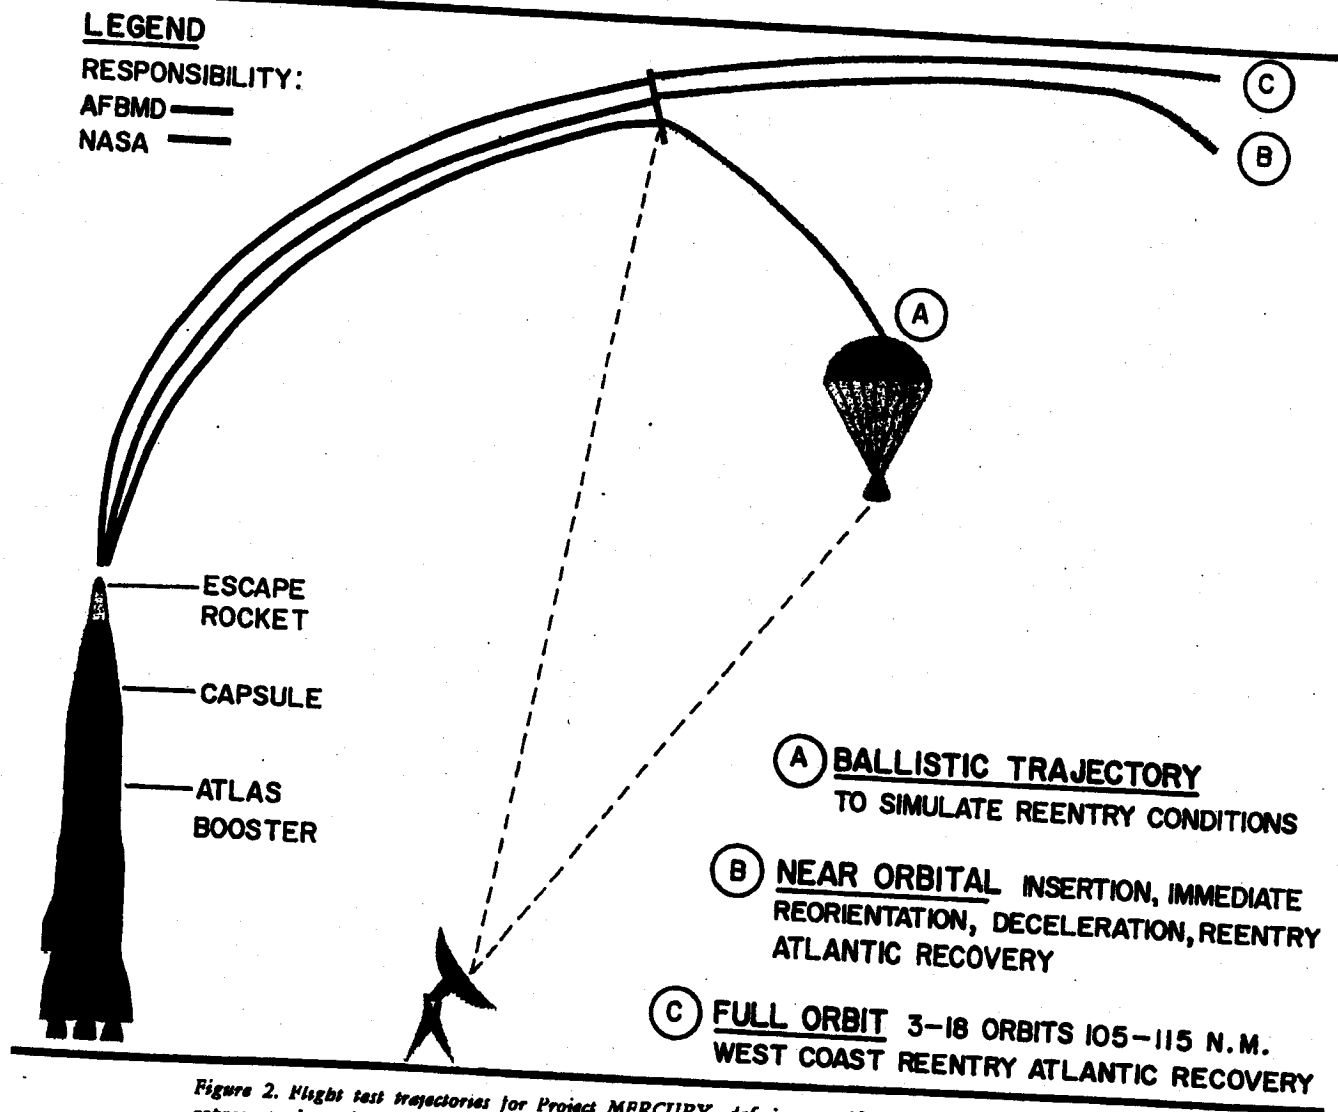 LEGEND
RESPONSIBILITY:
AFBMD
NASA
C
B
A
ESCAPE
ROCKET
CAPSULE
ATLAS
BOOSTER
A BALLISTIC TRAJECTORY
TO SIMULATE REENTRY CONDITIONS
B NEAR ORBITAL INSERTION, IMMEDIATE
REORIENTATION, DECELERATION, REENTRY
ATLANTIC RECOVERY
C FULL ORBIT 3-18 ORBITS 105-115 N.M.
WEST COAST REENTRY ATLANTIC RECOVERY
Figure 2. Flight test trajectories for Project MERCURY